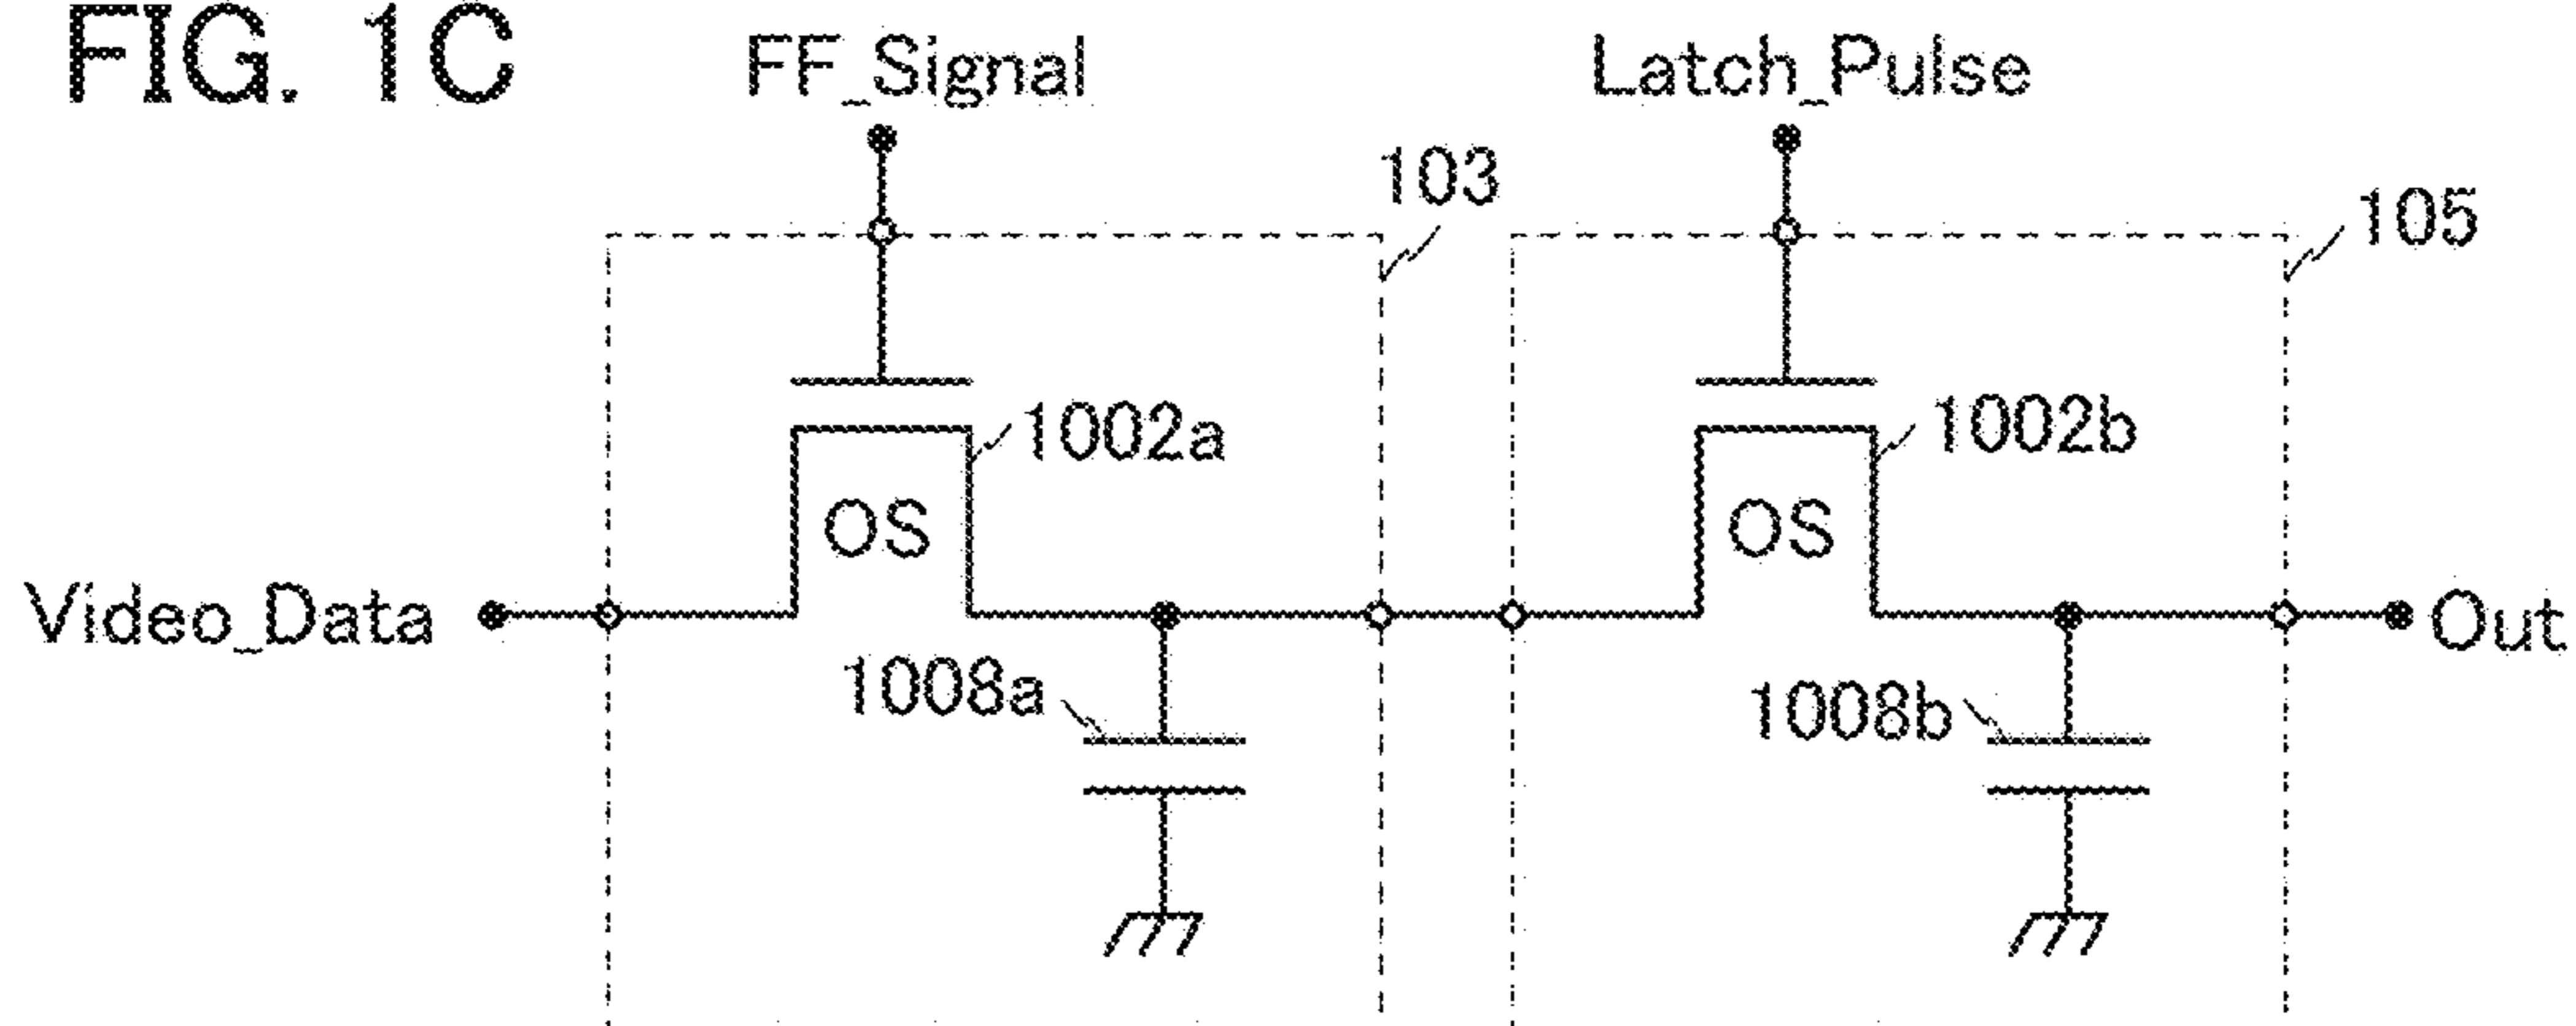 FIG. 1C
FF_Signal
Latch_Pulse
103
105
1002a
1002b
OS
OS
Video_Data
Out
1008a
1008b